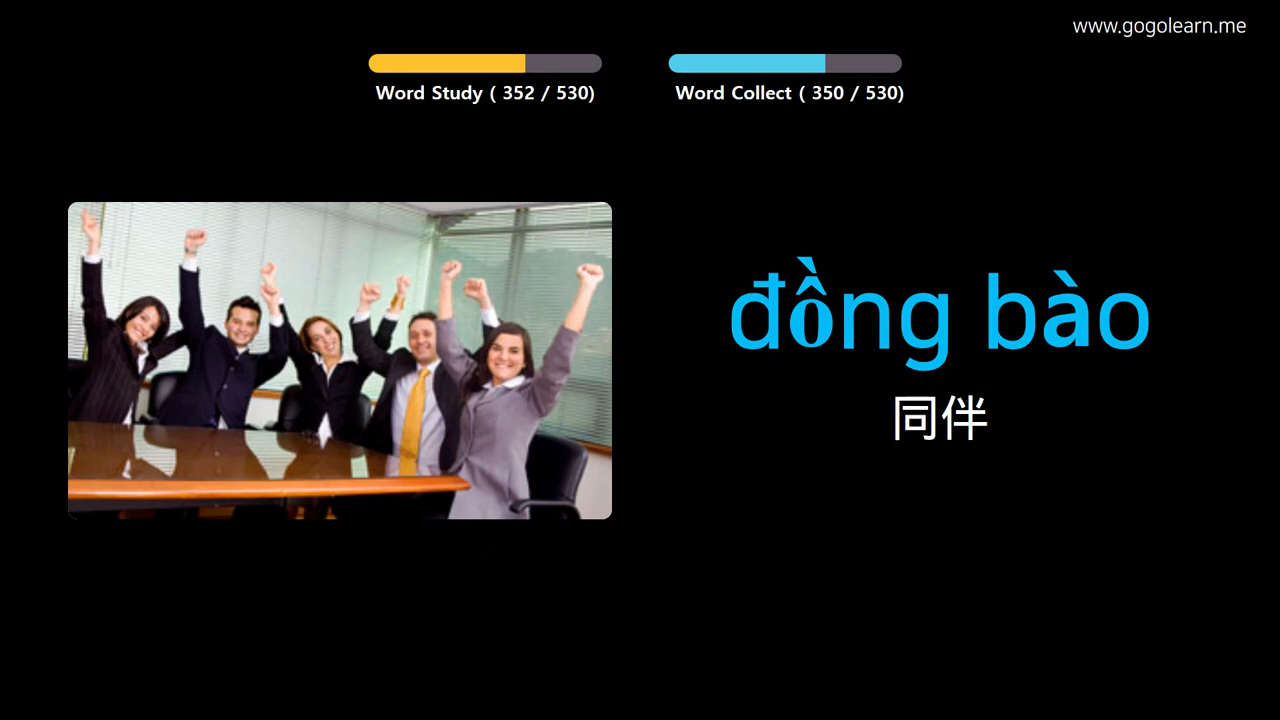 www.gogolearn.me
Word Study ( 352 / 530)
Word Collect ( 350 / 530)
đồng bào
同伴